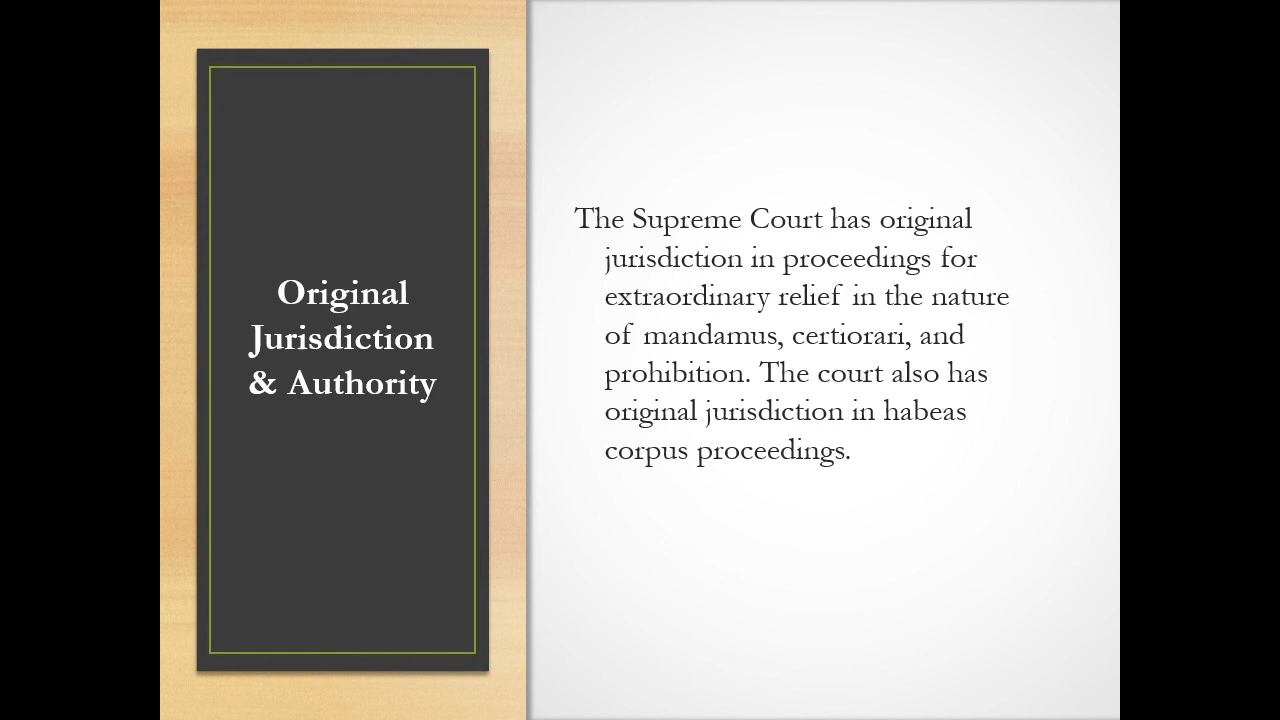 Original
Jurisdiction
& Authority
The Supreme Court has original
jurisdiction in proceedings for
extraordinary relief in the nature
of mandamus, certiorari, and
prohibition. The court also has
original jurisdiction in habeas
corpus proceedings.